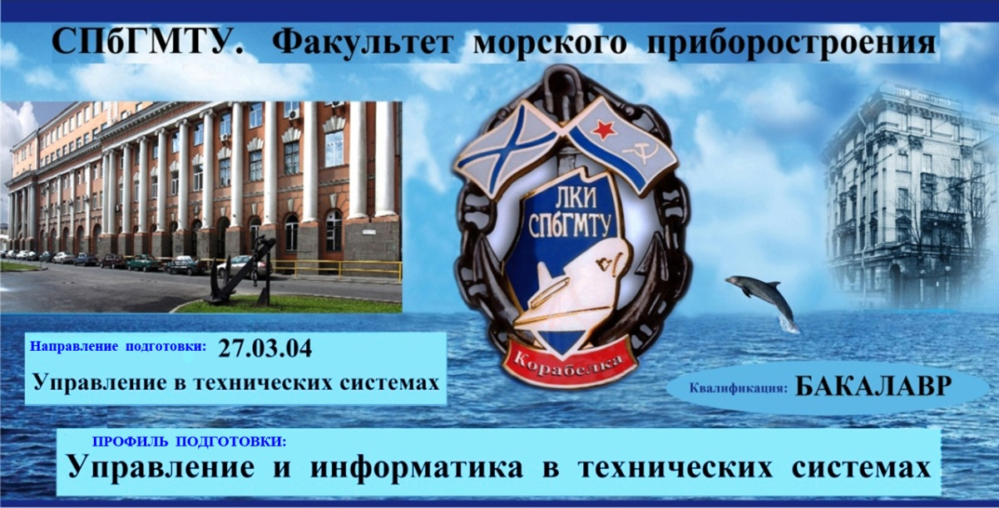 СПбГМТУ. Факультет морского приборостроения
ЛКИ
СПбГМТУ
Корабелка
Направление подготовки: 27.03.04
Управление в технических системах
Квалификация: БАКАЛАВР
ПРОФИЛЬ ПОДГОТОВКИ:
Управление и информатика в технических системах